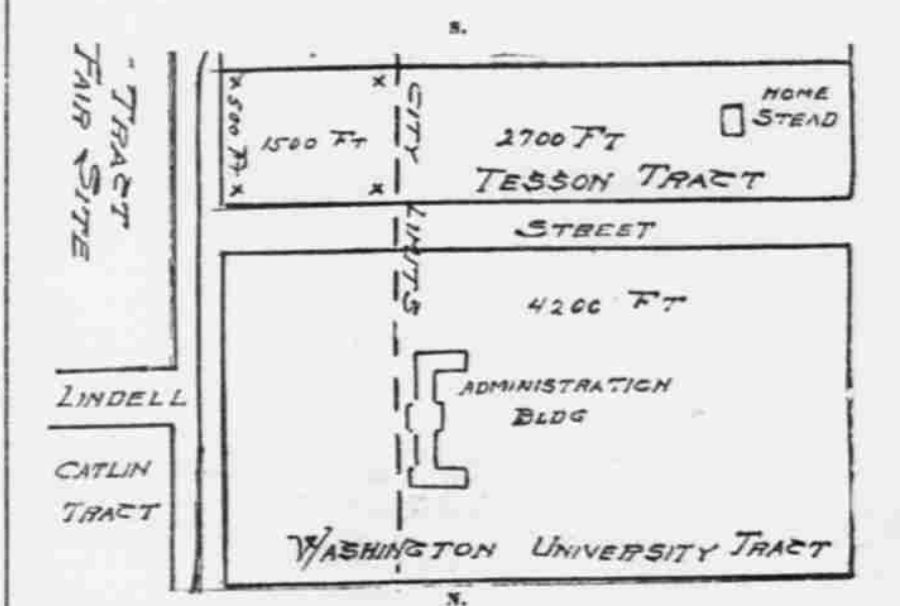 S.
- TRACT
FAIR SITE
x 500 FT x
1500 FT
x
x
CITY LIMITS
2700 FT
HOME
STEAD
TESSON TRACT
STREET
4200 FT
LINDELL
ADMINISTRATION
BLDG
CATLIN
TRACT
WASHINGTON UNIVERSITY TRACT
N.